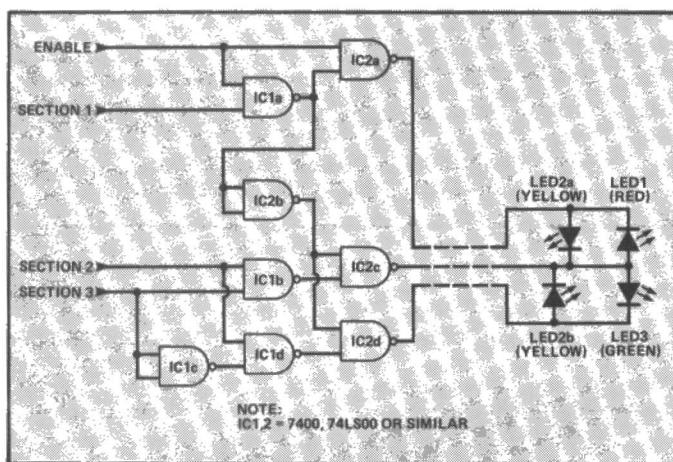 ENABLE
IC2a
IC1a
SECTION 1
LED2a
(YELLOW)
LED1
(RED)
IC2b
SECTION 2
IC1b
IC2c
SECTION 3
IC1d
IC2d
IC1c
LED2b
(YELLOW)
LED3
(GREEN)
NOTE:
IC1,2 = 7400, 74LS00 OR SIMILAR